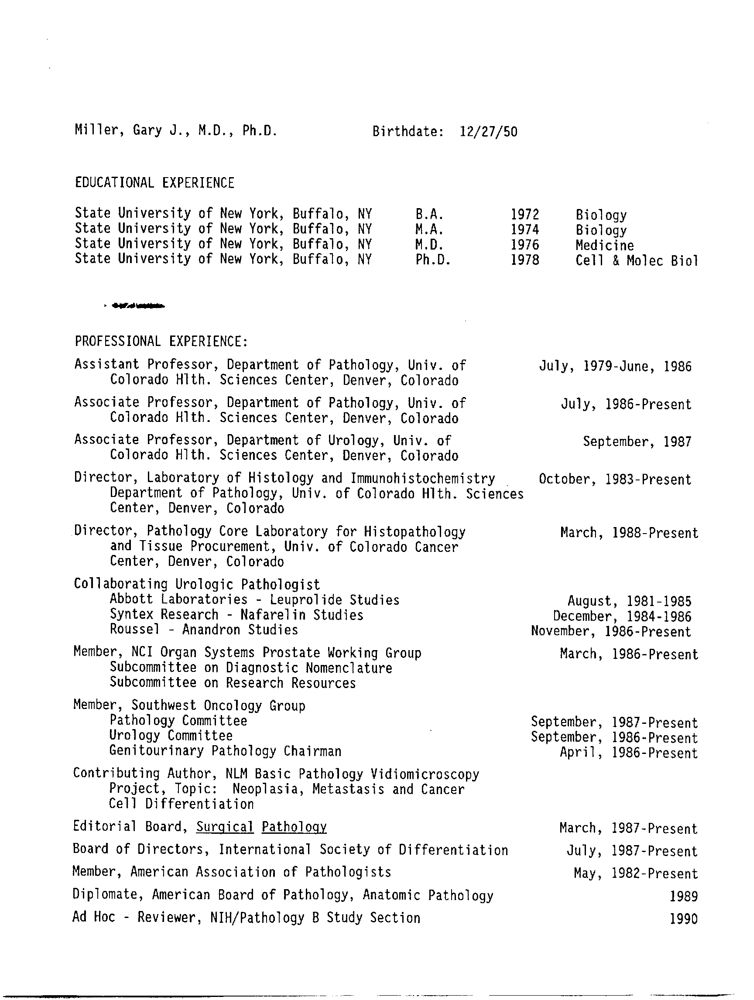 Miller, Gary J., M.D., Ph.D. Birthdate: 12/27/50
EDUCATIONAL EXPERIENCE
State University of New York, Buffalo, NY B.A. 1972 Biology
State University of New York, Buffalo, NY M.A. 1974 Biology
State University of New York, Buffalo, NY M.D. 1976 Medicine
State University of New York, Buffalo, NY Ph.D. 1978 Cell & Molec Biol
PROFESSIONAL EXPERIENCE:
Assistant Professor, Department of Pathology, Univ. of July, 1979-June, 1986
Colorado Hlth. Sciences Center, Denver, Colorado
Associate Professor, Department of Pathology, Univ. of July, 1986-Present
Colorado Hlth. Sciences Center, Denver, Colorado
Associate Professor, Department of Urology, Univ. of September, 1987
Colorado Hlth. Sciences Center, Denver, Colorado
Director, Laboratory of Histology and Immunohistochemistry October, 1983-Present
Department of Pathology, Univ. of Colorado Hlth. Sciences
Center, Denver, Colorado
Director, Pathology Core Laboratory for Histopathology March, 1988-Present
and Tissue Procurement, Univ. of Colorado Cancer
Center, Denver, Colorado
Collaborating Urologic Pathologist
Abbott Laboratories - Leuprolide Studies August, 1981-1985
Syntex Research - Nafarelin Studies December, 1984-1986
Roussel - Anandron Studies November, 1986-Present
Member, NCI Organ Systems Prostate Working Group March, 1986-Present
Subcommittee on Diagnostic Nomenclature
Subcommittee on Research Resources
Member, Southwest Oncology Group
Pathology Committee September, 1987-Present
Urology Committee September, 1986-Present
Genitourinary Pathology Chairman April, 1986-Present
Contributing Author, NLM Basic Pathology Vidiomicroscopy
Project, Topic: Neoplasia, Metastasis and Cancer
Cell Differentiation
Editorial Board, Surgical Pathology March, 1987-Present
Board of Directors, International Society of Differentiation July, 1987-Present
Member, American Association of Pathologists May, 1982-Present
Diplomate, American Board of Pathology, Anatomic Pathology 1989
Ad Hoc - Reviewer, NIH/Pathology B Study Section 1990